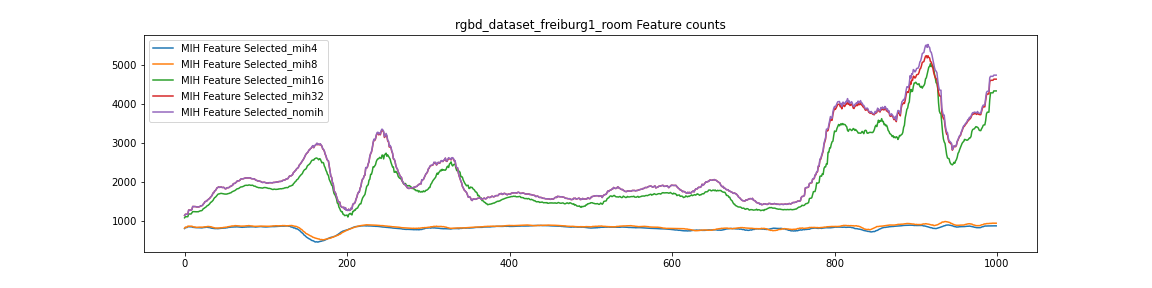 rgbd_dataset_freiburg1_room Feature counts
MIH Feature Selected_mih4
MIH Feature Selected_mih8
MIH Feature Selected_mih16
MIH Feature Selected_mih32
MIH Feature Selected_nomih
5000
4000
3000
2000
1000
0 200 400 600 800 1000